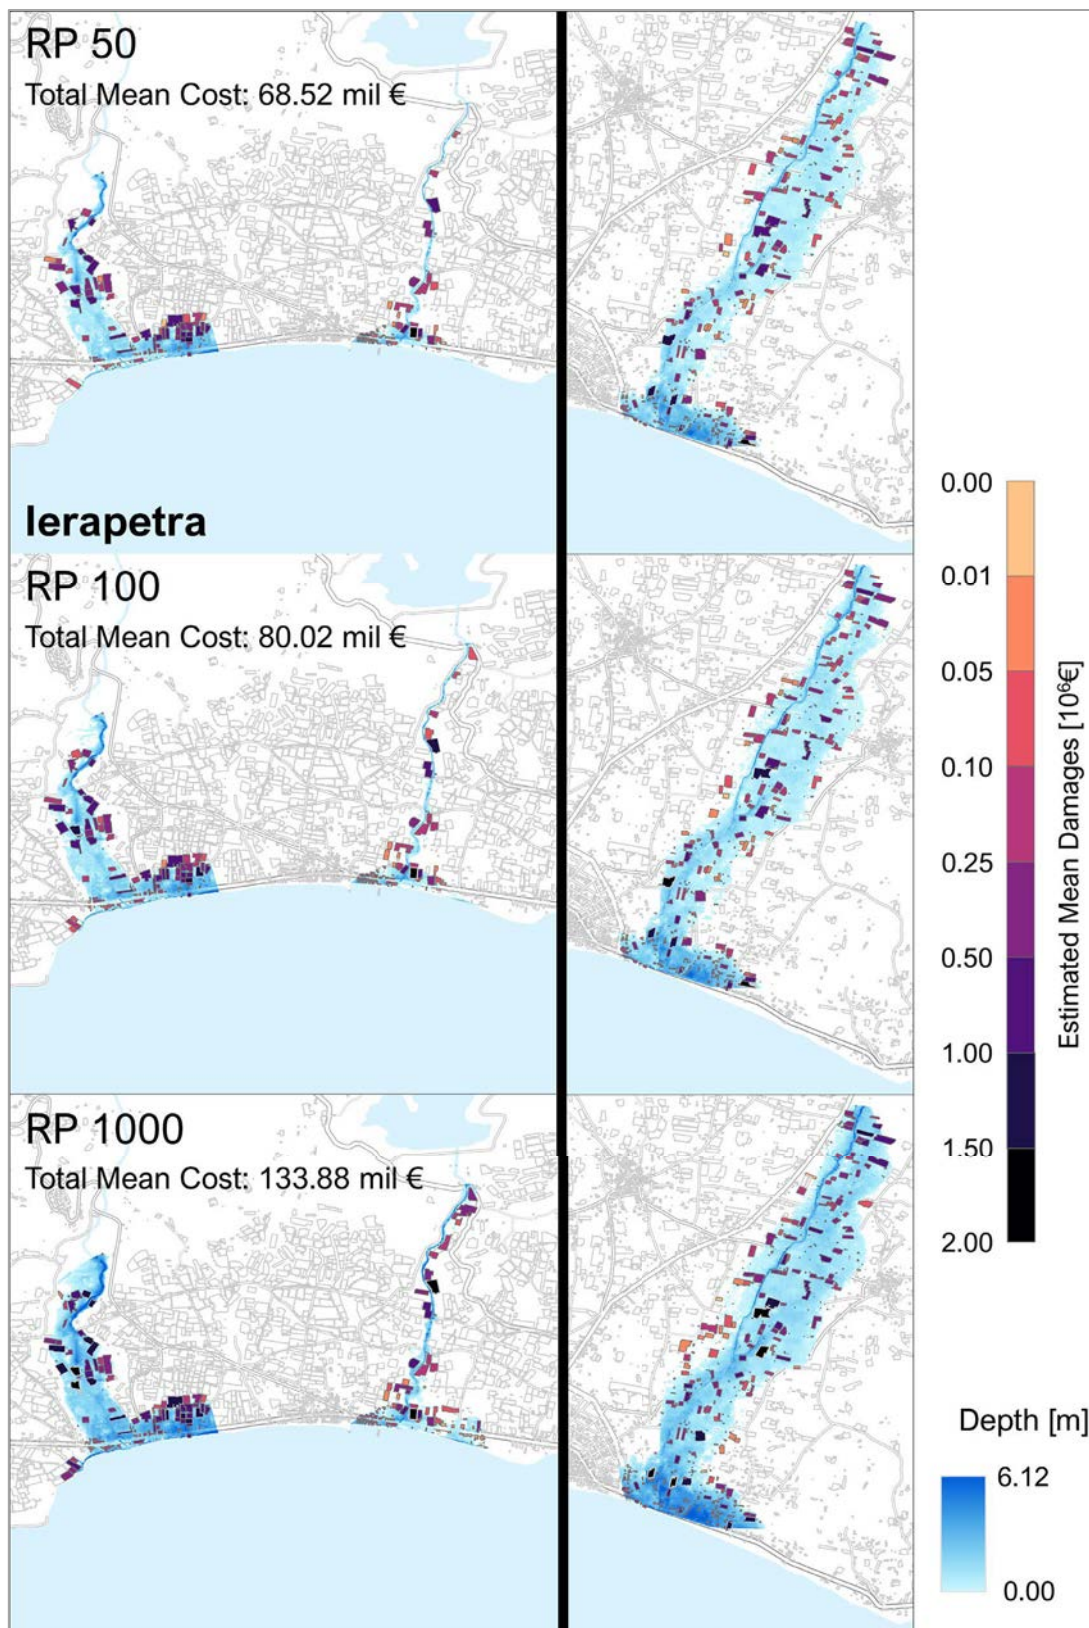 RP 50
Total Mean Cost: 68.52 mil €
Ierapetra
RP 100
Total Mean Cost: 80.02 mil €
RP 1000
Total Mean Cost: 133.88 mil €
0.00
0.01
0.05
0.10
0.25
0.50
1.00
1.50
2.00
Estimated Mean Damages [10⁶€]
Depth [m]
6.12
0.00